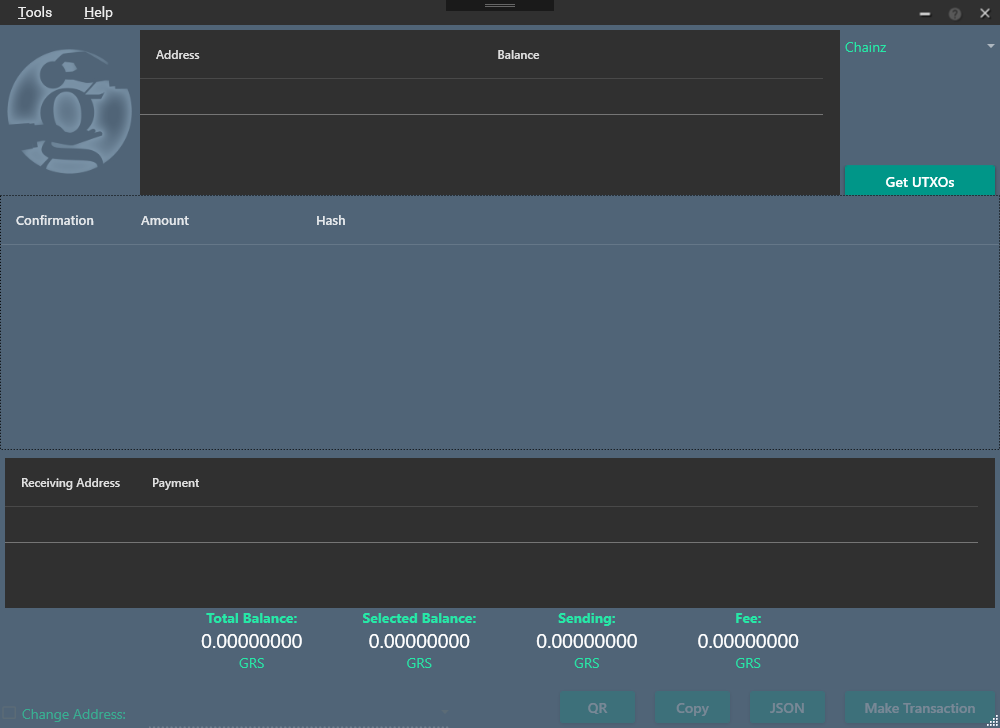 Tools Help
Address Balance
Chainz
Get UTXOs
Confirmation Amount Hash
Receiving Address Payment
Total Balance: Selected Balance: Sending: Fee:
0.00000000 0.00000000 0.00000000 0.00000000
GRS GRS GRS GRS
Change Address: QR Copy JSON Make Transaction